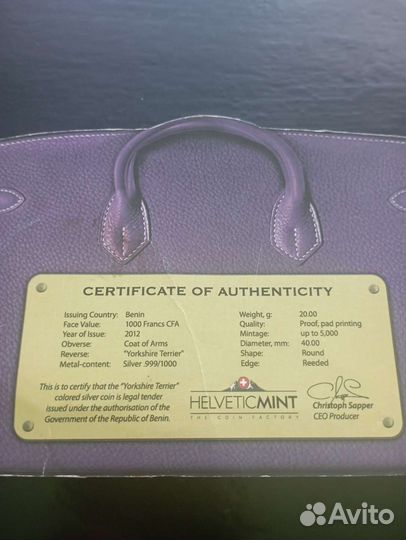 CERTIFICATE OF AUTHENTICITY
Issuing Country: Benin
Face Value: 1000 Francs CFA
Year of Issue: 2012
Obverse: Coat of Arms
Reverse: "Yorkshire Terrier"
Metal-content: Silver .999/1000
Weight, g: 20.00
Quality: Proof, pad printing
Mintage: up to 5,000
Diameter, mm: 40.00
Shape: Round
Edge: Reeded
This is to certify that the "Yorkshire Terrier"
colored silver coin is legal tender
issued under the authorisation of the
Government of the Republic of Benin.
HELVETICMINT
THE COIN FACTORY
Christoph Sapper
CEO Producer
Avito